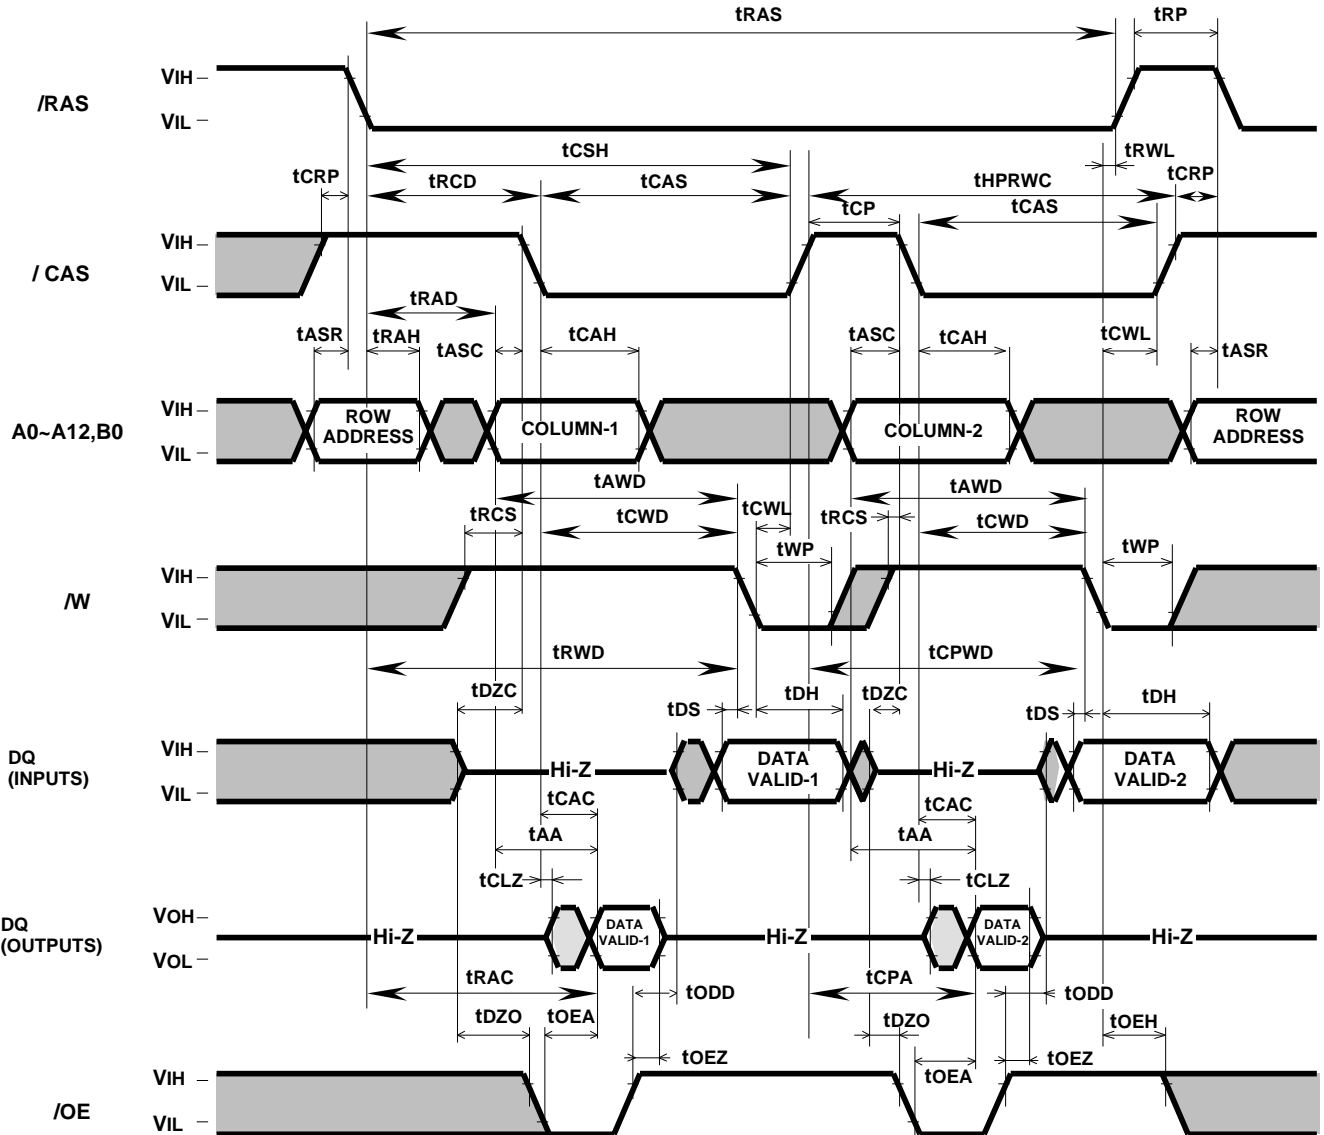 tRAS tRP
VIH
/RAS
VIL
tCSH tRWL
tCRP tRCD tCAS tHPRWC tCRP
tCP tCAS
VIH
/ CAS
VIL
tRAD
tASR tRAH tASC tCAH tASC tCAH tCWL tASR
VIH
A0~A12,B0
VIL
ROW ADDRESS
COLUMN-1
COLUMN-2
ROW ADDRESS
tAWD tAWD
tRCS tCWD tCWL tRCS tCWD
tWP tWP
VIH
/W
VIL
tRWD tCPWD
tDZC tDS tDH tDZC tDS tDH
VIH
DQ
(INPUTS)
VIL
Hi-Z
DATA
VALID-1
Hi-Z
DATA
VALID-2
tCAC tCAC
tAA tAA
tCLZ tCLZ
VOH
DQ
(OUTPUTS)
VOL
Hi-Z
DATA
VALID-1
Hi-Z
DATA
VALID-2
Hi-Z
tRAC tODD tCPA tODD
tDZO tOEA tOEZ tDZO tOEA tOEZ tOEH
VIH
/OE
VIL